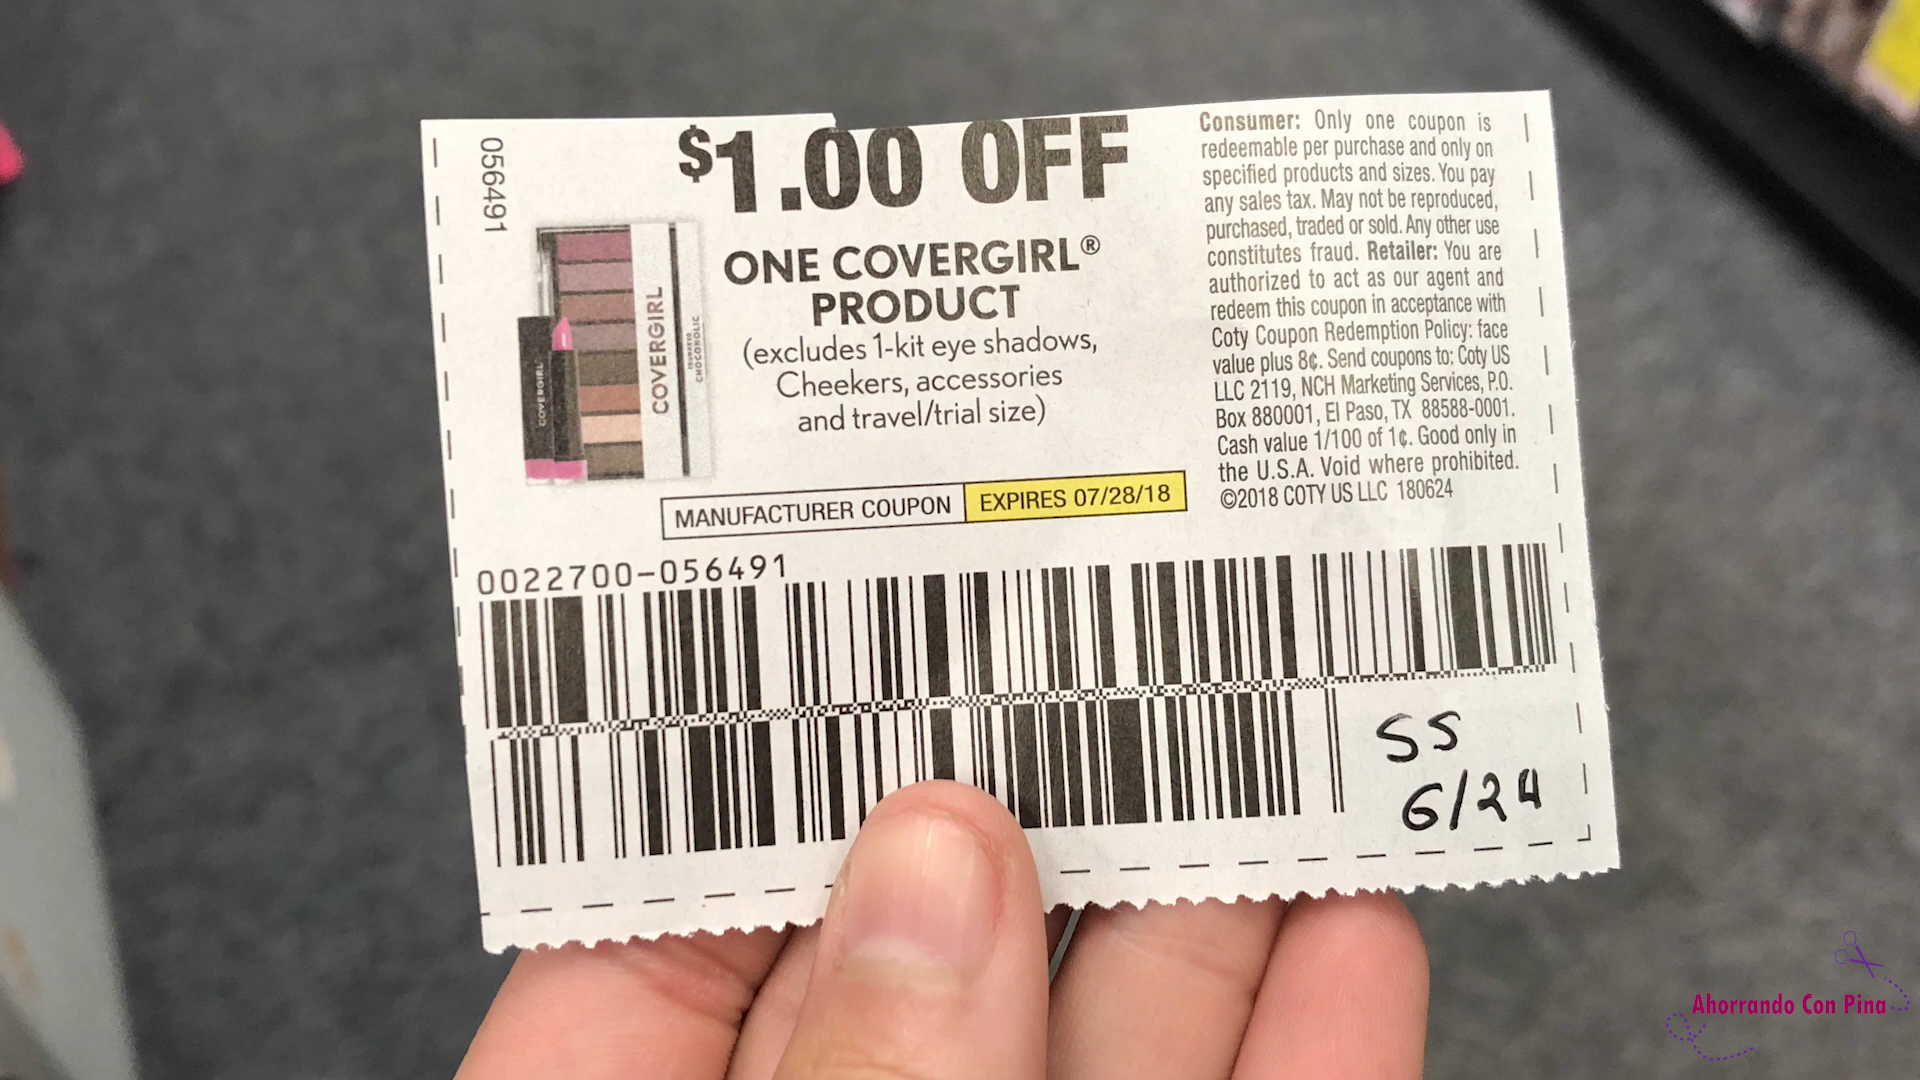 056491
$1.00 OFF
ONE COVERGIRL®
PRODUCT
(excludes 1-kit eye shadows,
Cheekers, accessories
and travel/trial size)
COVERGIRL
COVERGIRL
CHOCOHOLIC
MANUFACTURER COUPON
EXPIRES 07/28/18
Consumer: Only one coupon is
redeemable per purchase and only on
specified products and sizes. You pay
any sales tax. May not be reproduced,
purchased, traded or sold. Any other use
constitutes fraud. Retailer: You are
authorized to act as our agent and
redeem this coupon in acceptance with
Coty Coupon Redemption Policy: face
value plus 8¢. Send coupons to: Coty US
LLC 2119, NCH Marketing Services, P.O.
Box 880001, El Paso, TX 88588-0001.
Cash value 1/100 of 1¢. Good only in
the U.S.A. Void where prohibited.
©2018 COTY US LLC 180624
0022700-056491
SS
6/24
Ahorrando Con Pina